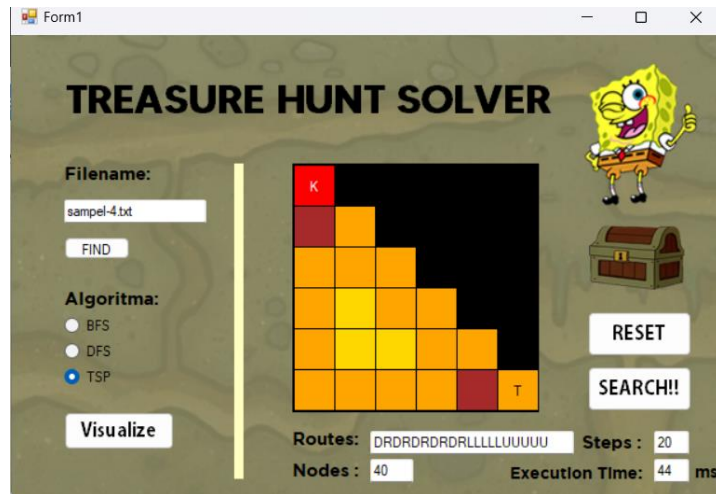 Form1
TREASURE HUNT SOLVER
Filename:
sampel-4.txt
FIND
Algoritma:
BFS
DFS
TSP
Visualize
K
T
RESET
SEARCH!!
Routes: DRDRDRDRDRLLLLLUUUUU Steps : 20
Nodes : 40 Execution Time: 44 ms